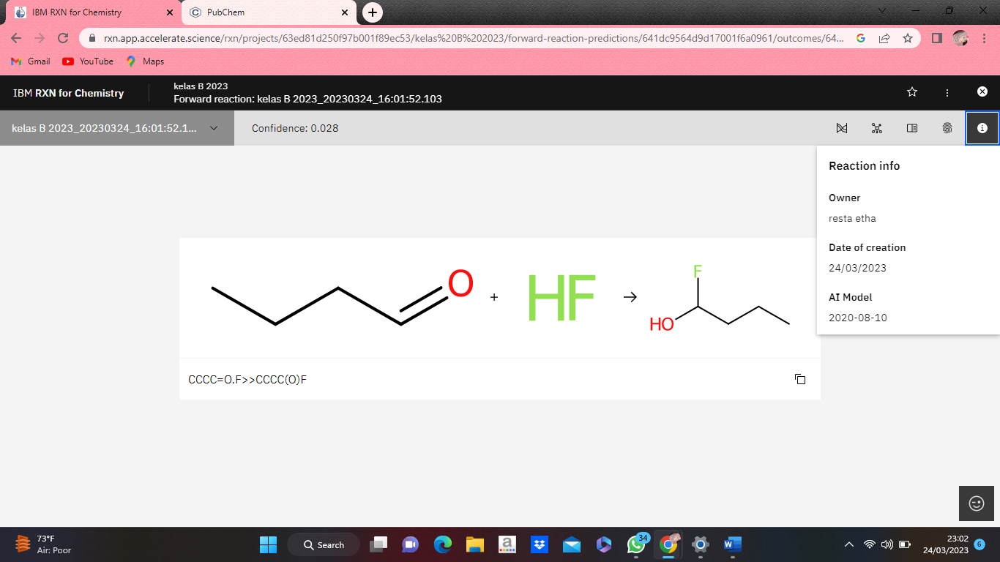 IBM RXN for Chemistry
PubChem
rxn.app.accelerate.science/rxn/projects/63ed81d250f97b001f89ec53/kelas%20B%202023/forward-reaction-predictions/641dc9564d9d17001f6a0961/outcomes/64...
Gmail
YouTube
Maps
IBM RXN for Chemistry
kelas B 2023
Forward reaction: kelas B 2023_20230324_16:01:52.103
kelas B 2023_20230324_16:01:52.1...
Confidence: 0.028
Reaction info
Owner
resta etha
Date of creation
24/03/2023
AI Model
2020-08-10
O
+
HF
→
F
HO
CCCC=O.F>>CCCC(O)F
73°F
Air: Poor
Search
a
34
W
23:02
24/03/2023
6